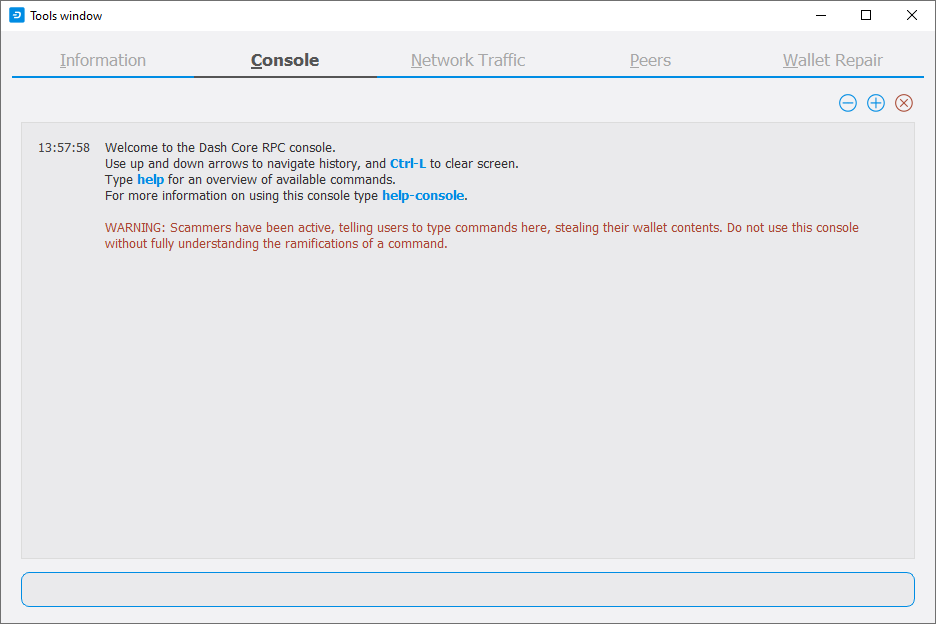 Tools window
Information Console Network Traffic Peers Wallet Repair
13:57:58 Welcome to the Dash Core RPC console.
Use up and down arrows to navigate history, and Ctrl-L to clear screen.
Type help for an overview of available commands.
For more information on using this console type help-console.
WARNING: Scammers have been active, telling users to type commands here, stealing their wallet contents. Do not use this console
without fully understanding the ramifications of a command.